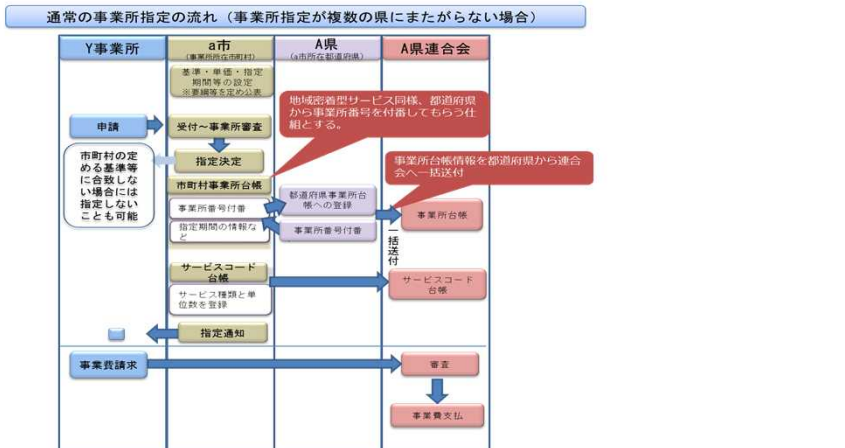 通常の事業所指定の流れ（事業所指定が複数の県にまたがらない場合）
Y事業所
a市
（事業所所在市町村）
A県
（a市所在都道府県）
A県連合会
基準・単価・指定
期間等の設定
※要綱等を定め公表
地域密着型サービス同様、都道府県
から事業所番号を付番してもらう仕
組とする。
申請
受付～事業所審査
市町村の定
める基準等
に合致しな
い場合には
指定しない
ことも可能
指定決定
事業所台帳情報を都道府県から連合
会へ一括送付
市町村事業所台帳
事業所番号付番
指定期間の情報な
ど
都道府県事業所台
帳への登録
事業所番号付番
事業所台帳
一括送付
サービスコード
台帳
サービス種類と単
位数を登録
サービスコード
台帳
指定通知
事業費請求
審査
事業費支払